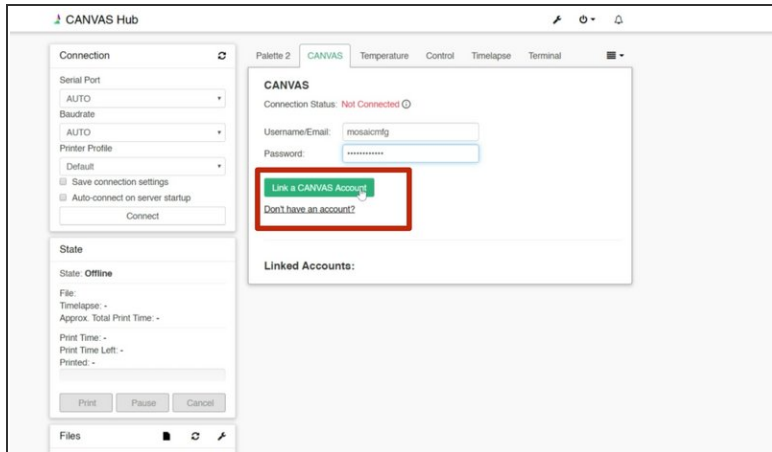 CANVAS Hub
Connection
Serial Port
AUTO
Baudrate
AUTO
Printer Profile
Default
Save connection settings
Auto-connect on server startup
Connect
State
State: Offline
File:
Timelapse: -
Approx. Total Print Time: -
Print Time: -
Print Time Left: -
Printed: -
Print Pause Cancel
Files
Palette 2 CANVAS Temperature Control Timelapse Terminal
CANVAS
Connection Status: Not Connected
Username/Email: mosaicmfg
Password: ••••••••••••
Link a CANVAS Account
Don't have an account?
Linked Accounts: